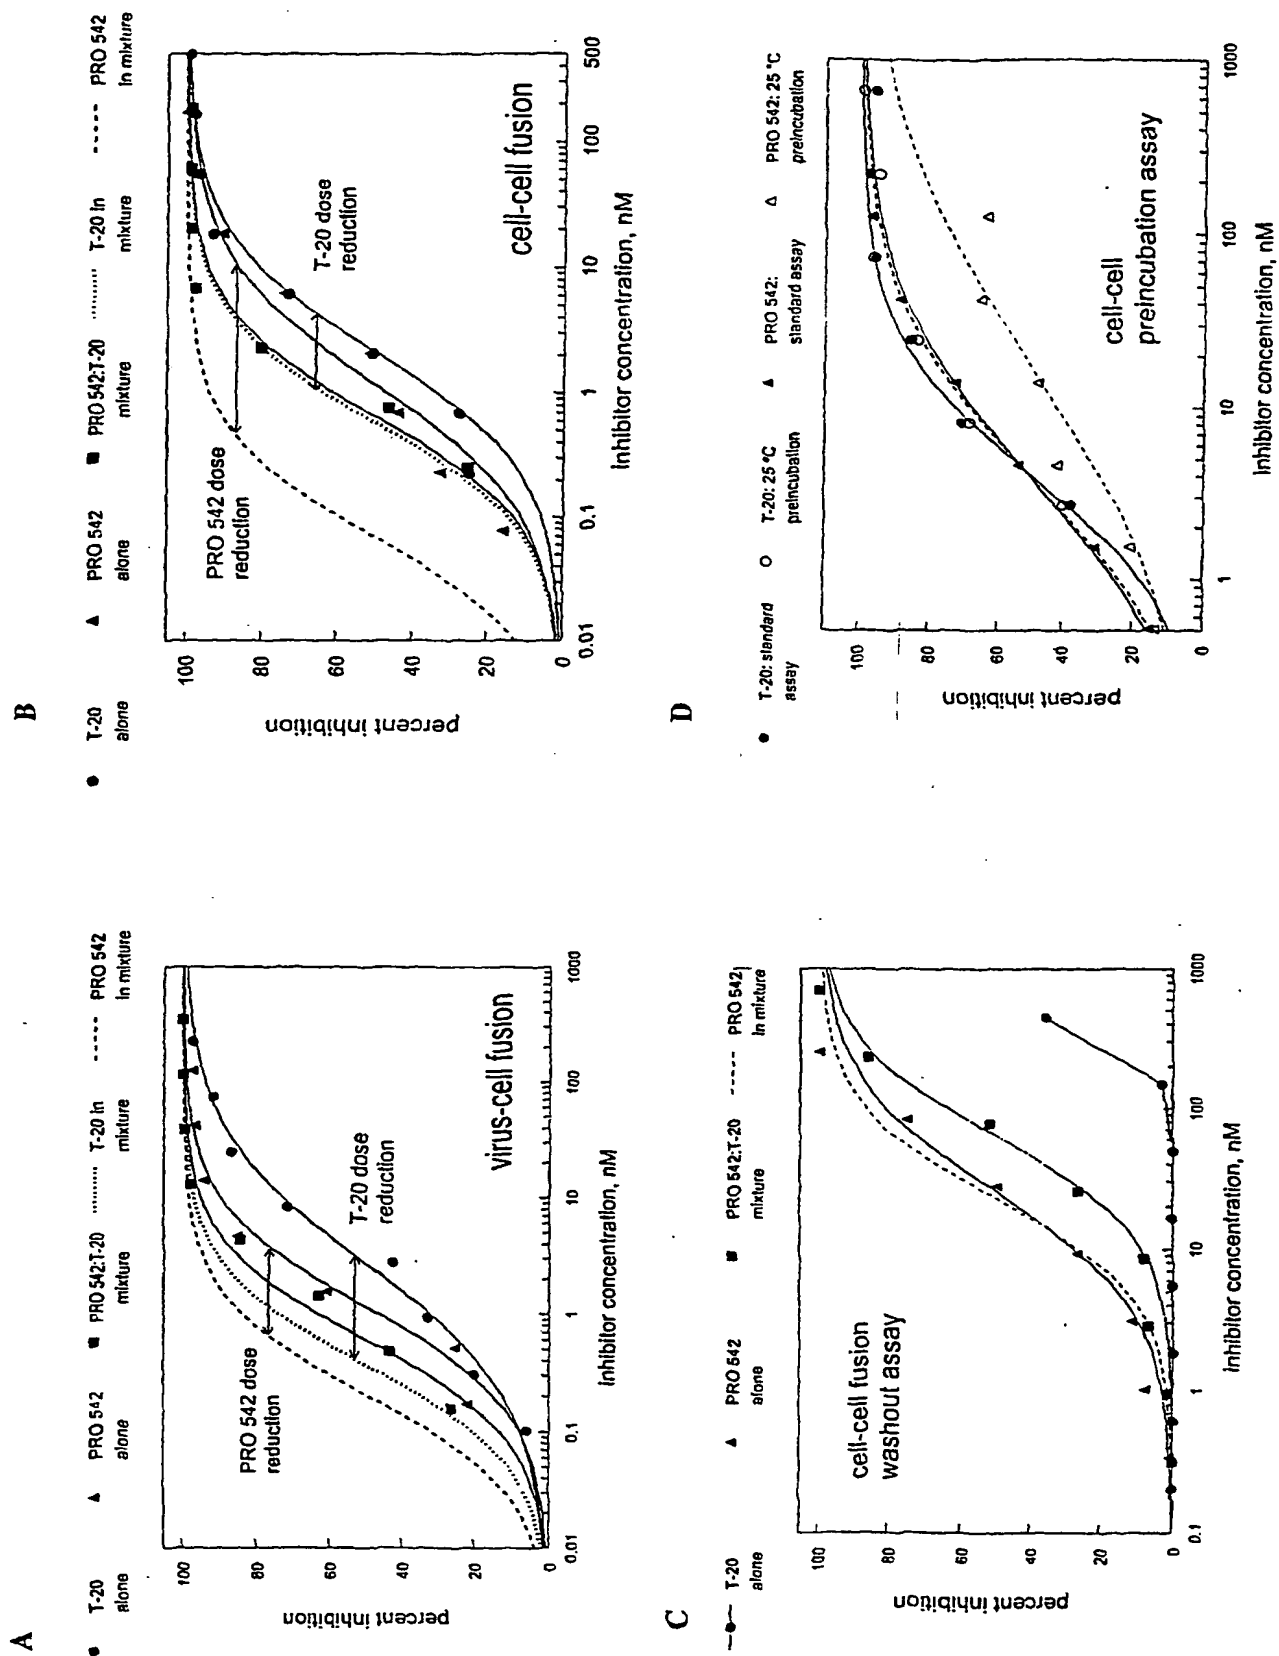 A
T-20
alone
PRO 542
alone
PRO 542:T-20
mixture
T-20 in
mixture
PRO 542
in mixture
percent inhibition
100
80
60
40
20
0
PRO 542 dose
reduction
T-20 dose
reduction
virus-cell fusion
0.01
0.1
1
10
100
1000
Inhibitor concentration, nM
B
T-20
alone
PRO 542
alone
PRO 542:T-20
mixture
T-20 in
mixture
PRO 542
in mixture
percent inhibition
100
80
60
40
20
0
PRO 542 dose
reduction
T-20 dose
reduction
cell-cell fusion
0.01
0.1
1
10
100
500
Inhibitor concentration, nM
C
T-20
alone
PRO 542
alone
PRO 542:T-20
mixture
PRO 542
in mixture
percent inhibition
100
80
60
40
20
0
cell-cell fusion
washout assay
0.1
1
10
100
1000
Inhibitor concentration, nM
D
T-20: standard
assay
T-20: 25 °C
preincubation
PRO 542:
standard assay
PRO 542: 25 °C
preincubation
percent inhibition
100
80
60
40
20
0
cell-cell
preincubation assay
1
10
100
1000
Inhibitor concentration, nM